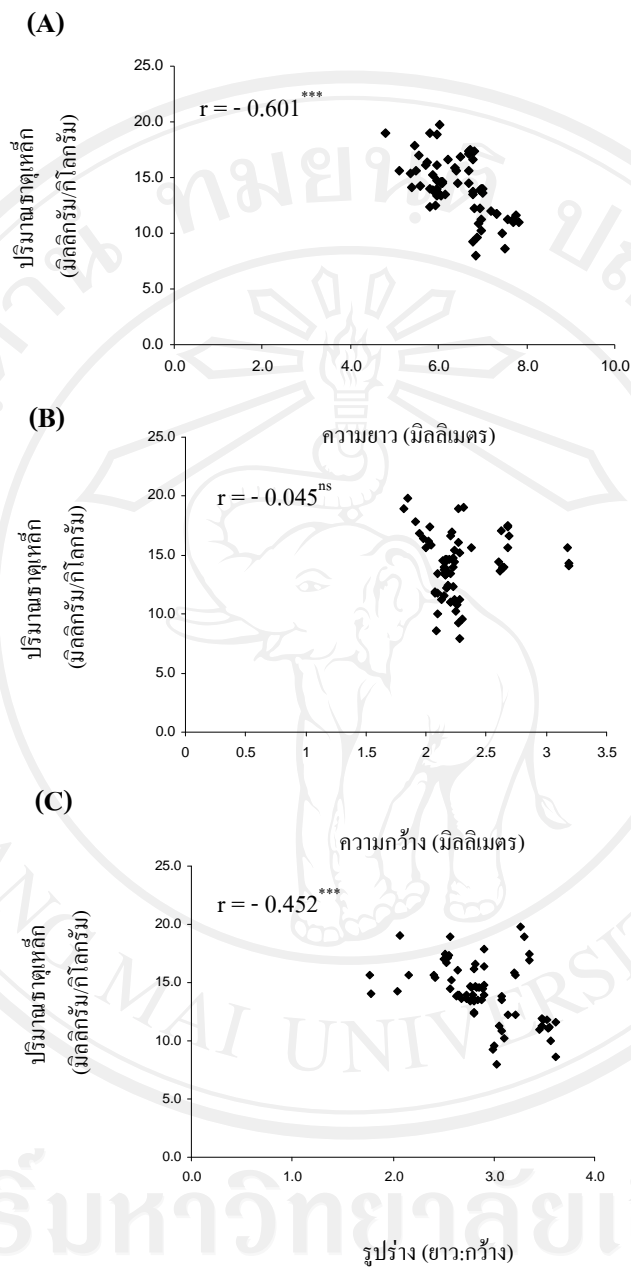 (A)
25.0
20.0
15.0
10.0
5.0
0.0
r = - 0.601***
ปริมาณธาตุเหล็ก
(มิลลิกรัม/กิโลกรัม)
0.0 2.0 4.0 6.0 8.0 10.0
ความยาว (มิลลิเมตร)
(B)
25.0
20.0
15.0
10.0
5.0
0.0
r = - 0.045ns
ปริมาณธาตุเหล็ก
(มิลลิกรัม/กิโลกรัม)
0 0.5 1 1.5 2 2.5 3 3.5
ความกว้าง (มิลลิเมตร)
(C)
25.0
20.0
15.0
10.0
5.0
0.0
r = - 0.452***
ปริมาณธาตุเหล็ก
(มิลลิกรัม/กิโลกรัม)
0.0 1.0 2.0 3.0 4.0
รูปร่าง (ยาว:กว้าง)